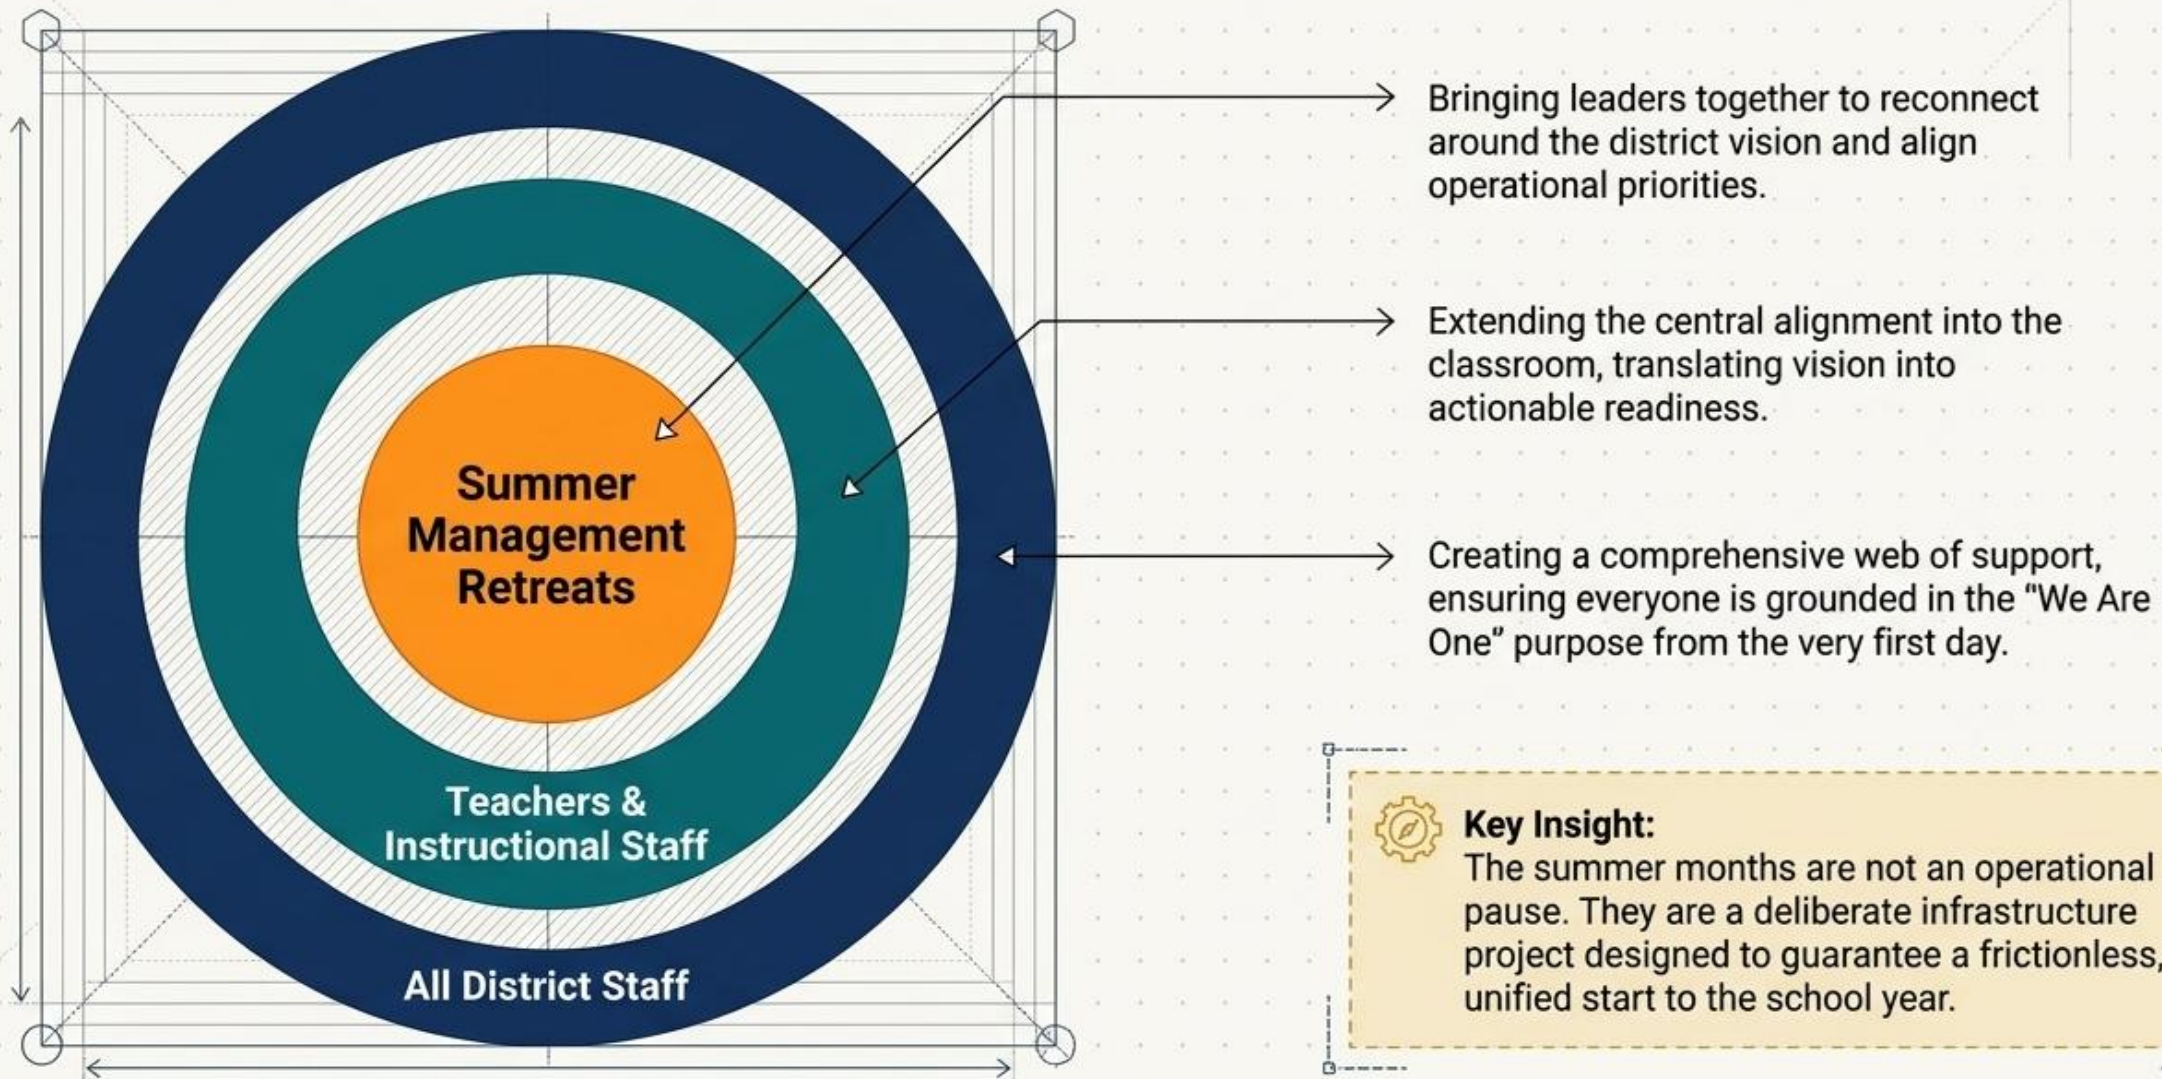 Summer
Management
Retreats
Teachers &
Instructional Staff
All District Staff
Bringing leaders together to reconnect
around the district vision and align
operational priorities.
Extending the central alignment into the
classroom, translating vision into
actionable readiness.
Creating a comprehensive web of support,
ensuring everyone is grounded in the “We Are
One” purpose from the very first day.
Key Insight:
The summer months are not an operational
pause. They are a deliberate infrastructure
project designed to guarantee a frictionless,
unified start to the school year.